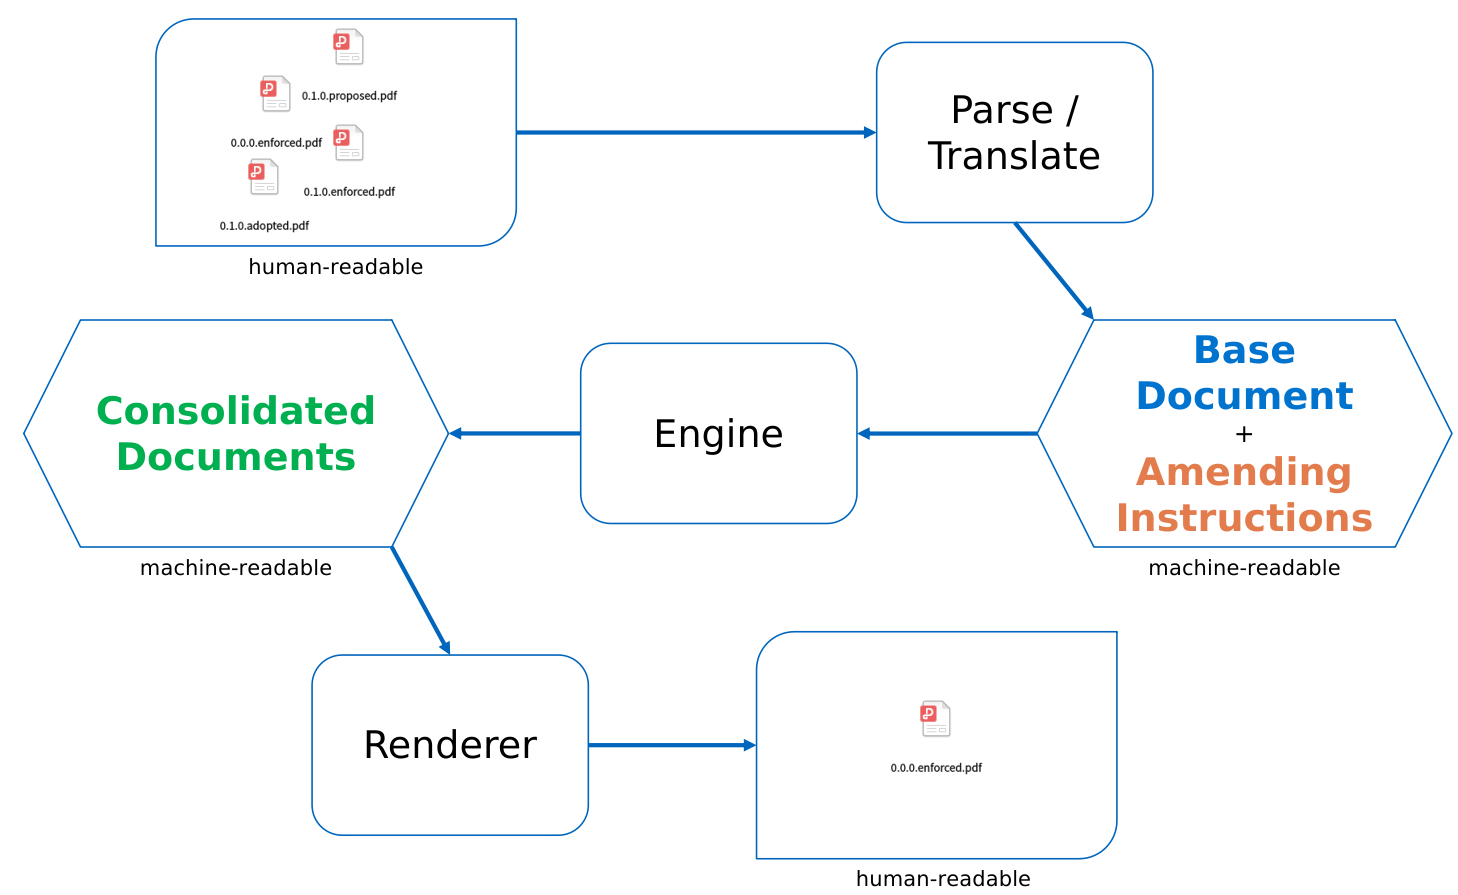 0.1.0.proposed.pdf
0.0.0.enforced.pdf
0.1.0.enforced.pdf
0.1.0.adopted.pdf
human-readable
Parse /
Translate
Base
Document
+
Amending
Instructions
machine-readable
Engine
Consolidated
Documents
machine-readable
Renderer
0.0.0.enforced.pdf
human-readable